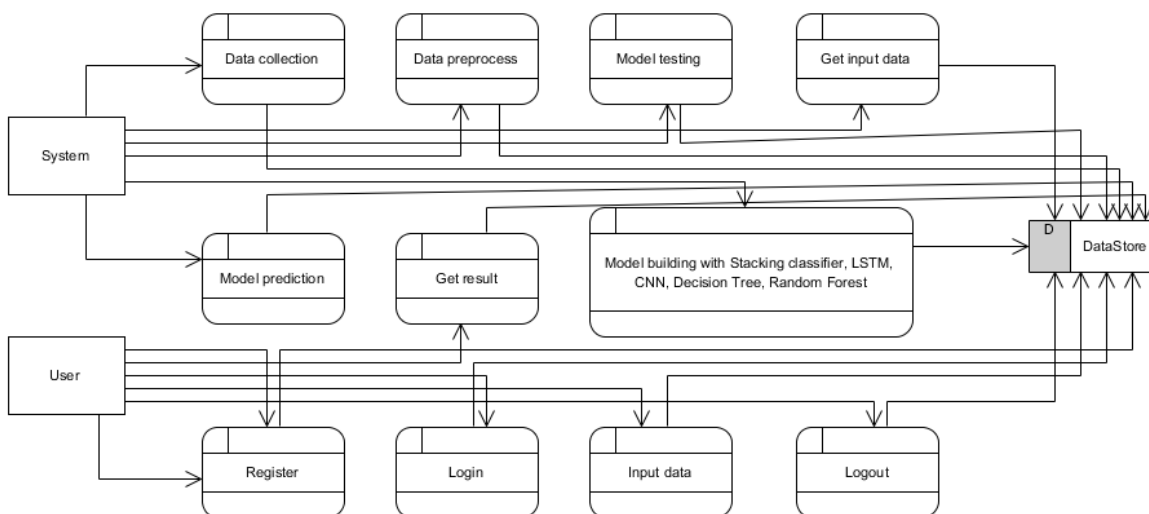 Data collection
Data preprocess
Model testing
Get input data
System
D
DataStore
Model prediction
Get result
Model building with Stacking classifier, LSTM,
CNN, Decision Tree, Random Forest
User
Register
Login
Input data
Logout